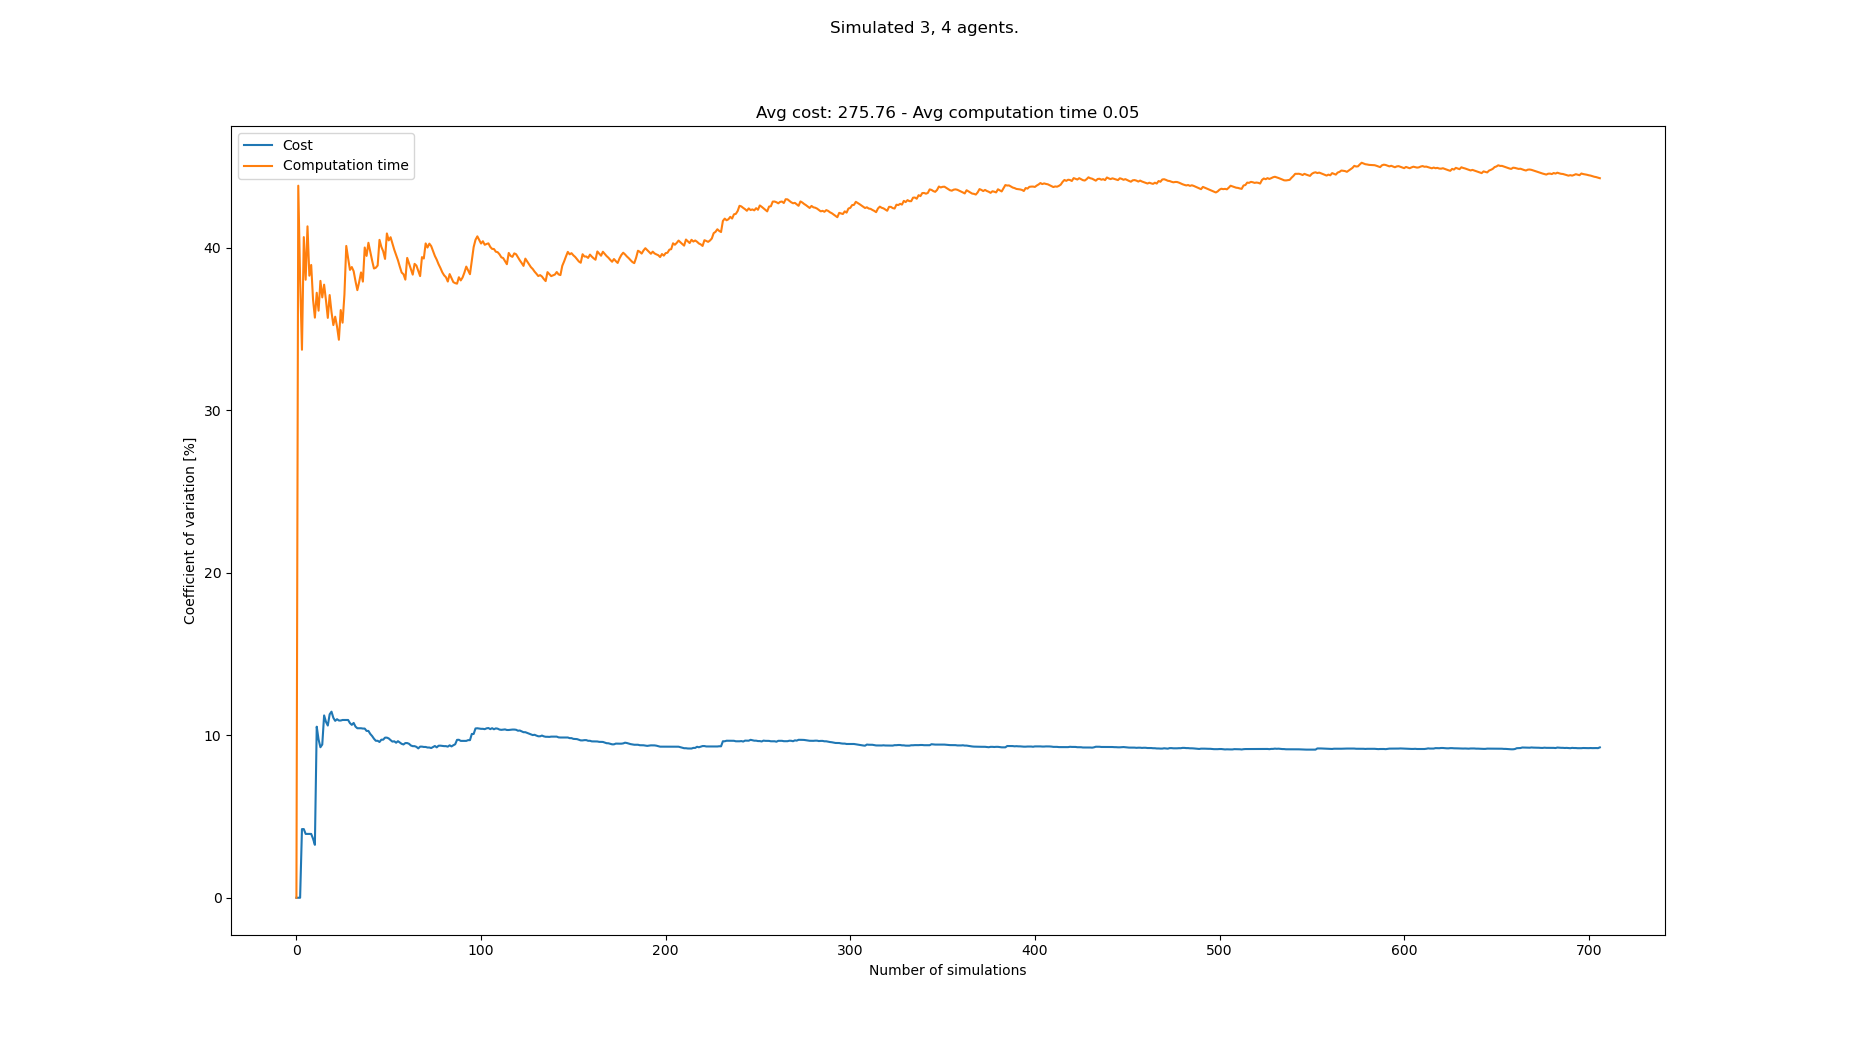 Simulated 3, 4 agents.
Avg cost: 275.76 - Avg computation time 0.05
Cost
Computation time
Coefficient of variation [%]
40
30
20
10
0
0 100 200 300 400 500 600 700
Number of simulations